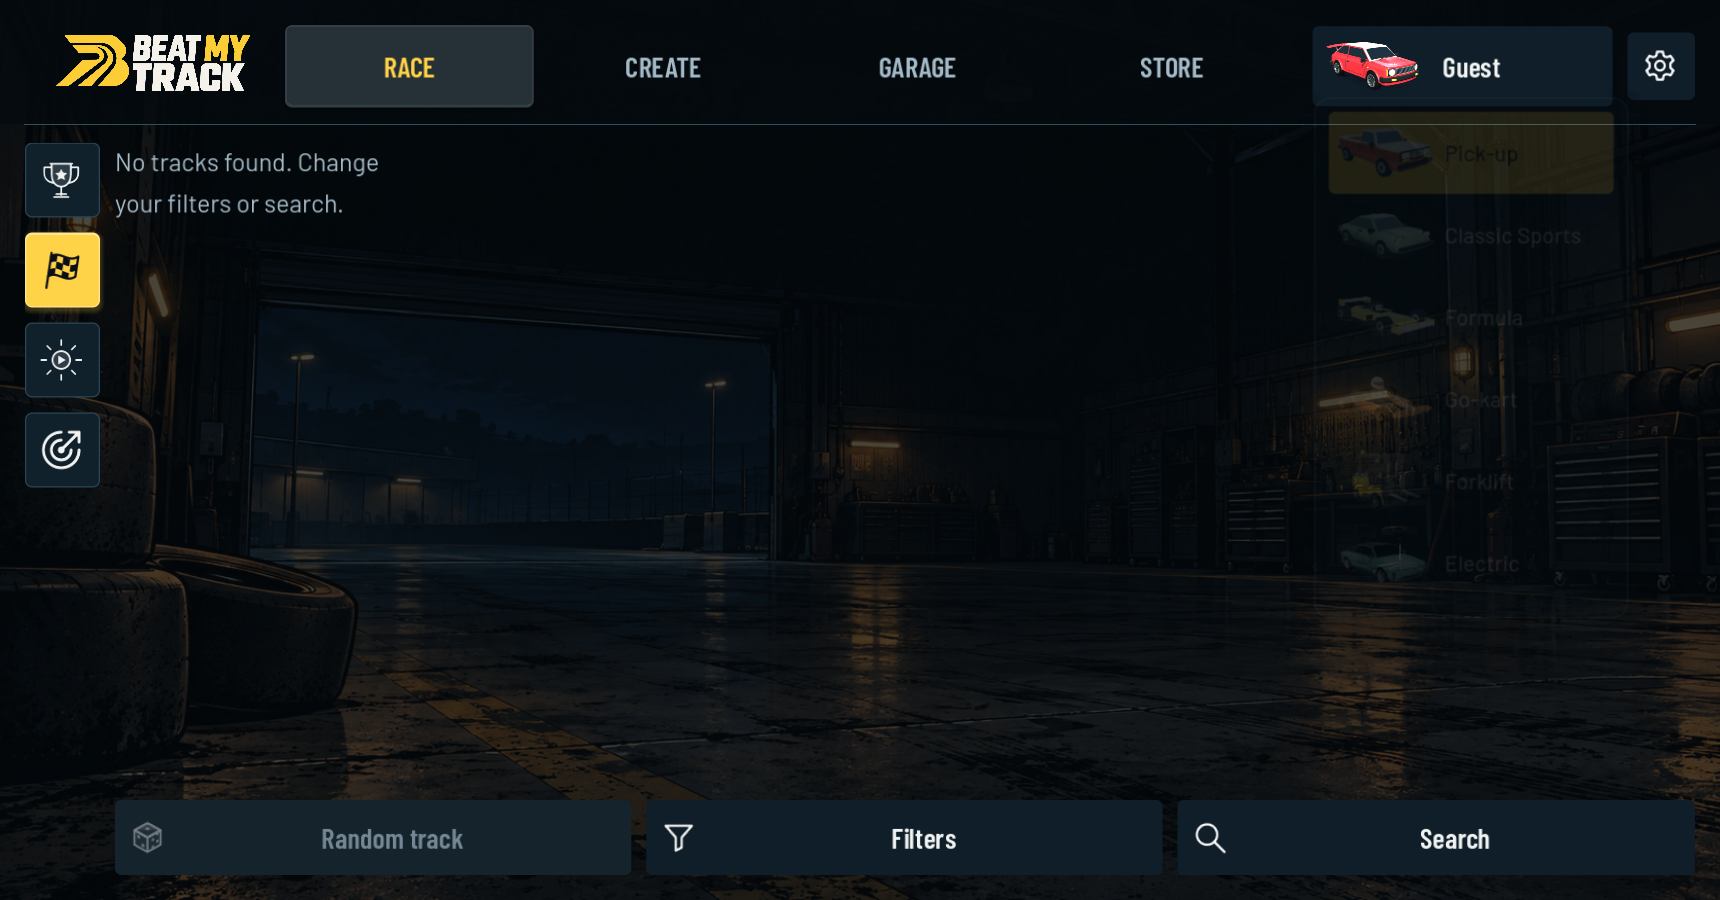 BEAT MY
TRACK
RACE
CREATE
GARAGE
STORE
Guest
No tracks found. Change
your filters or search.
Pick-up
Classic Sports
Formula
Go-kart
Forklift
Electric
Random track
Filters
Search